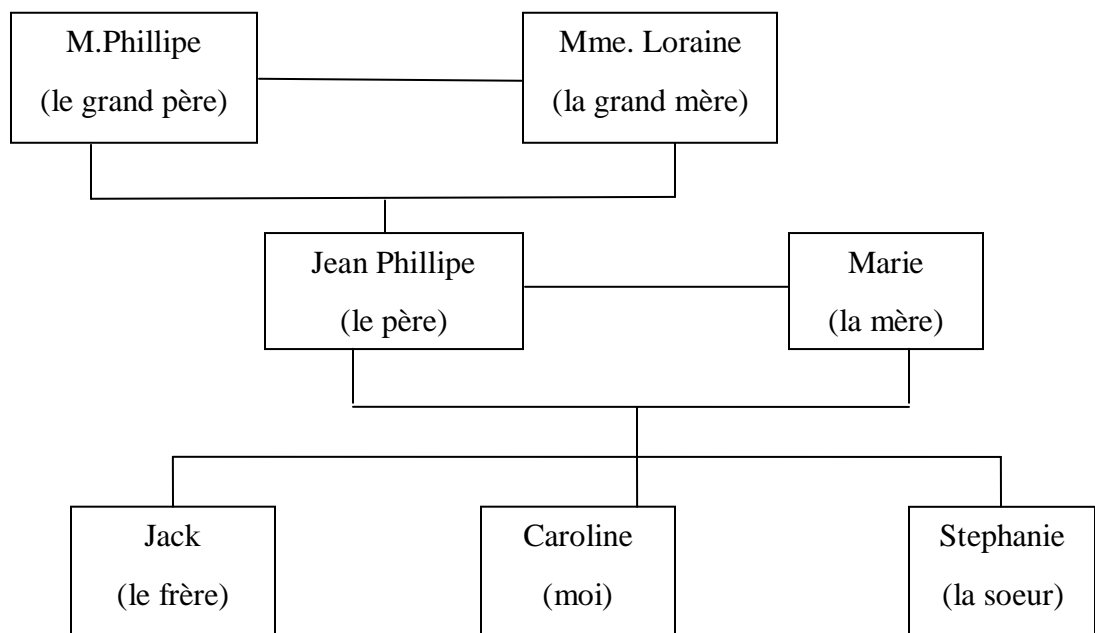 M.Phillipe
(le grand père)
Mme. Loraine
(la grand mère)
Jean Phillipe
(le père)
Marie
(la mère)
Jack
(le frère)
Caroline
(moi)
Stephanie
(la soeur)